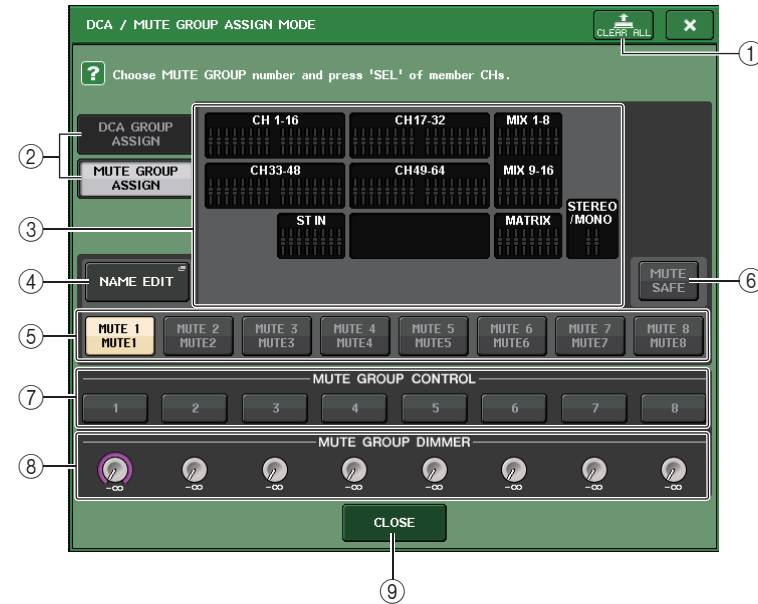 DCA / MUTE GROUP ASSIGN MODE
CLEAR ALL
①
? Choose MUTE GROUP number and press 'SEL' of member CHs.
②
DCA GROUP
ASSIGN
MUTE GROUP
ASSIGN
③
CH 1-16
CH17-32
MIX 1-8
CH33-48
CH49-64
MIX 9-16
ST IN
MATRIX
STEREO
/MONO
④
NAME EDIT
MUTE
SAFE
⑥
⑤
MUTE 1
MUTE1
MUTE 2
MUTE2
MUTE 3
MUTE3
MUTE 4
MUTE4
MUTE 5
MUTE5
MUTE 6
MUTE6
MUTE 7
MUTE7
MUTE 8
MUTE8
MUTE GROUP CONTROL
⑦
1 2 3 4 5 6 7 8
MUTE GROUP DIMMER
⑧
-∞ -∞ -∞ -∞ -∞ -∞ -∞ -∞
CLOSE
⑨